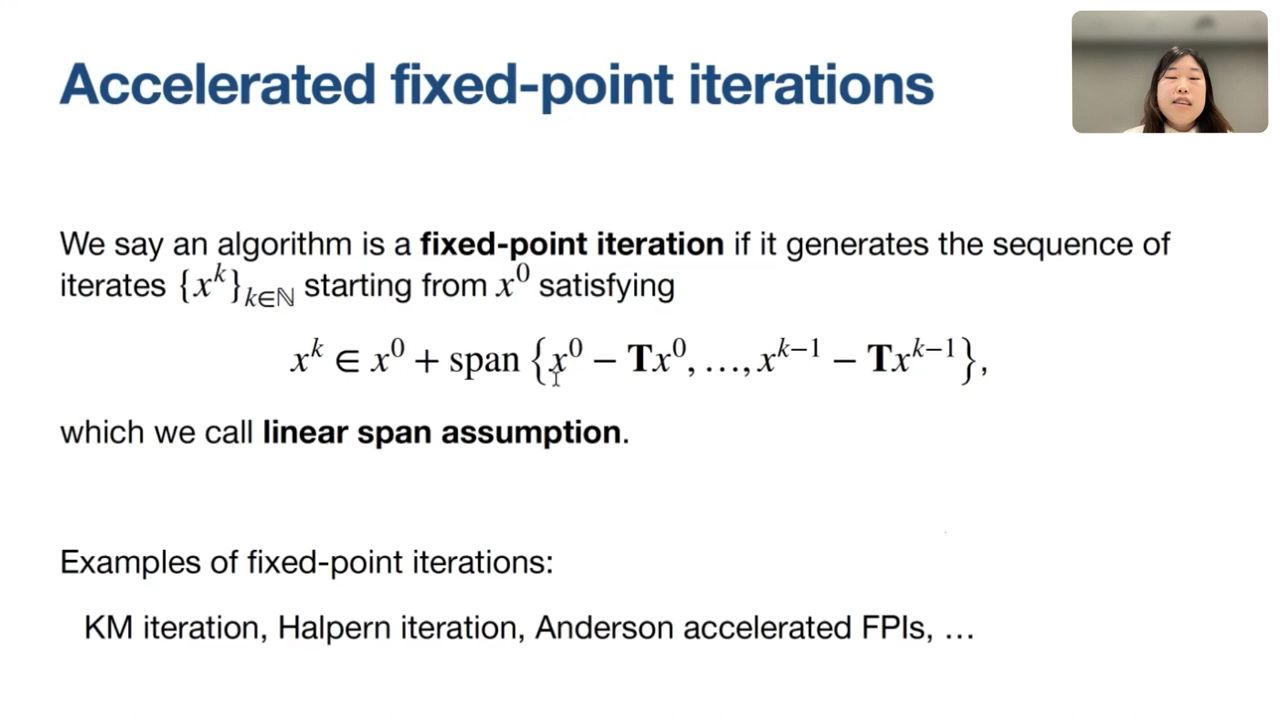 Accelerated fixed-point iterations
We say an algorithm is a fixed-point iteration if it generates the sequence of
iterates {x^k}_{k∈ℕ} starting from x^0 satisfying
x^k ∈ x^0 + span {x^0 − Tx^0, …, x^{k−1} − Tx^{k−1}},
which we call linear span assumption.
Examples of fixed-point iterations:
KM iteration, Halpern iteration, Anderson accelerated FPIs, …